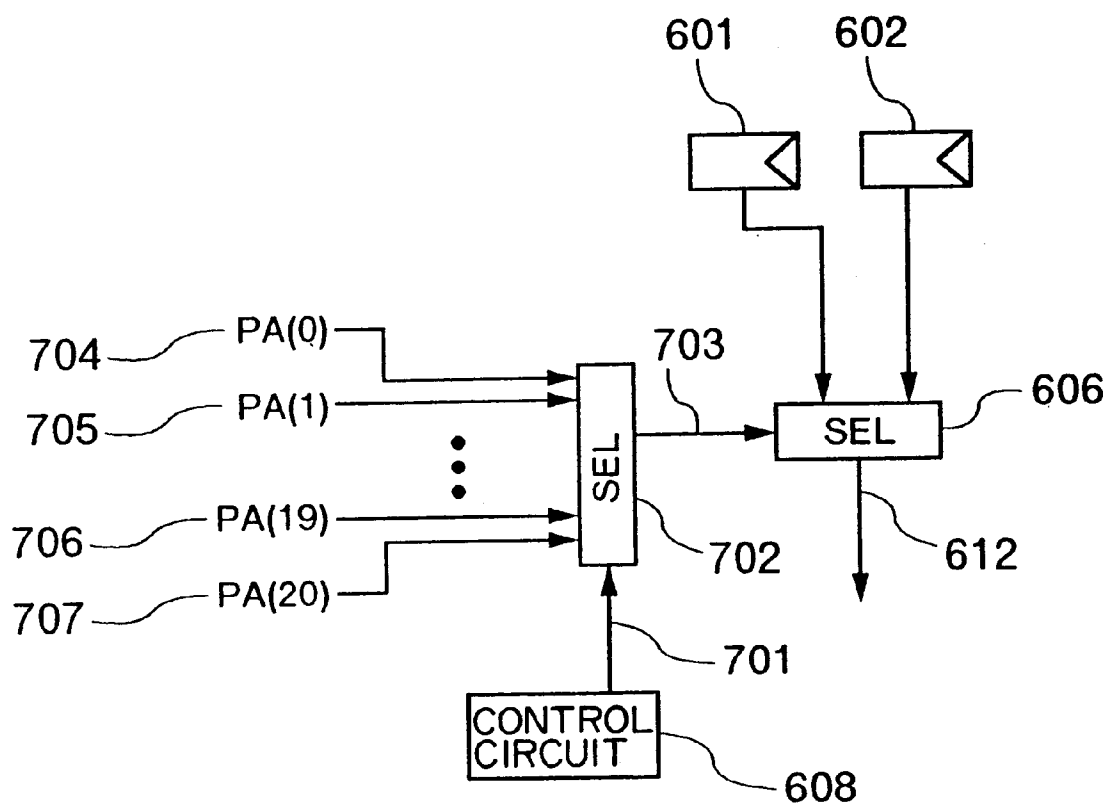 601
602
704
PA(0)
703
705
PA(1)
606
SEL
SEL
706
PA(19)
702
612
707
PA(20)
701
CONTROL
CIRCUIT
608